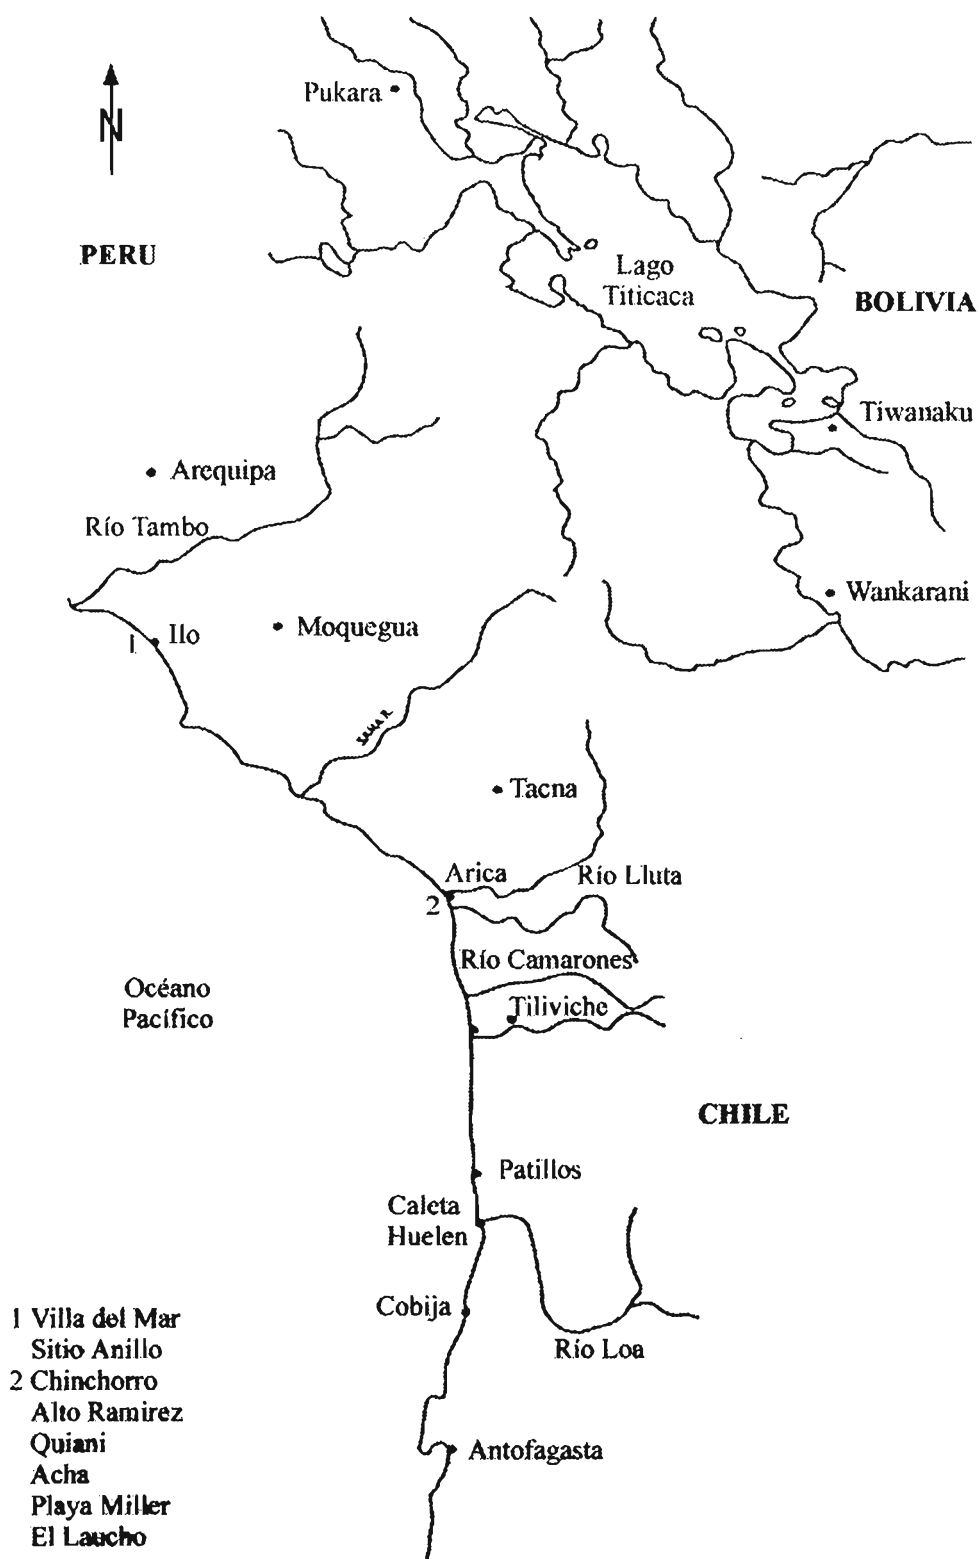 Pukara
N
PERU
Lago
Titicaca
BOLIVIA
Tiwanaku
Arequipa
Río Tambo
Wankarani
1 Ilo
Moquegua
SAMA R.
Tacna
Arica
Río Lluta
2
Río Camarones
Océano
Pacífico
Tiliviche
CHILE
Patillos
Caleta
Huelen
Cobija
Río Loa
Antofagasta
1 Villa del Mar
Sitio Anillo
2 Chinchorro
Alto Ramirez
Quiani
Acha
Playa Miller
El Laucho